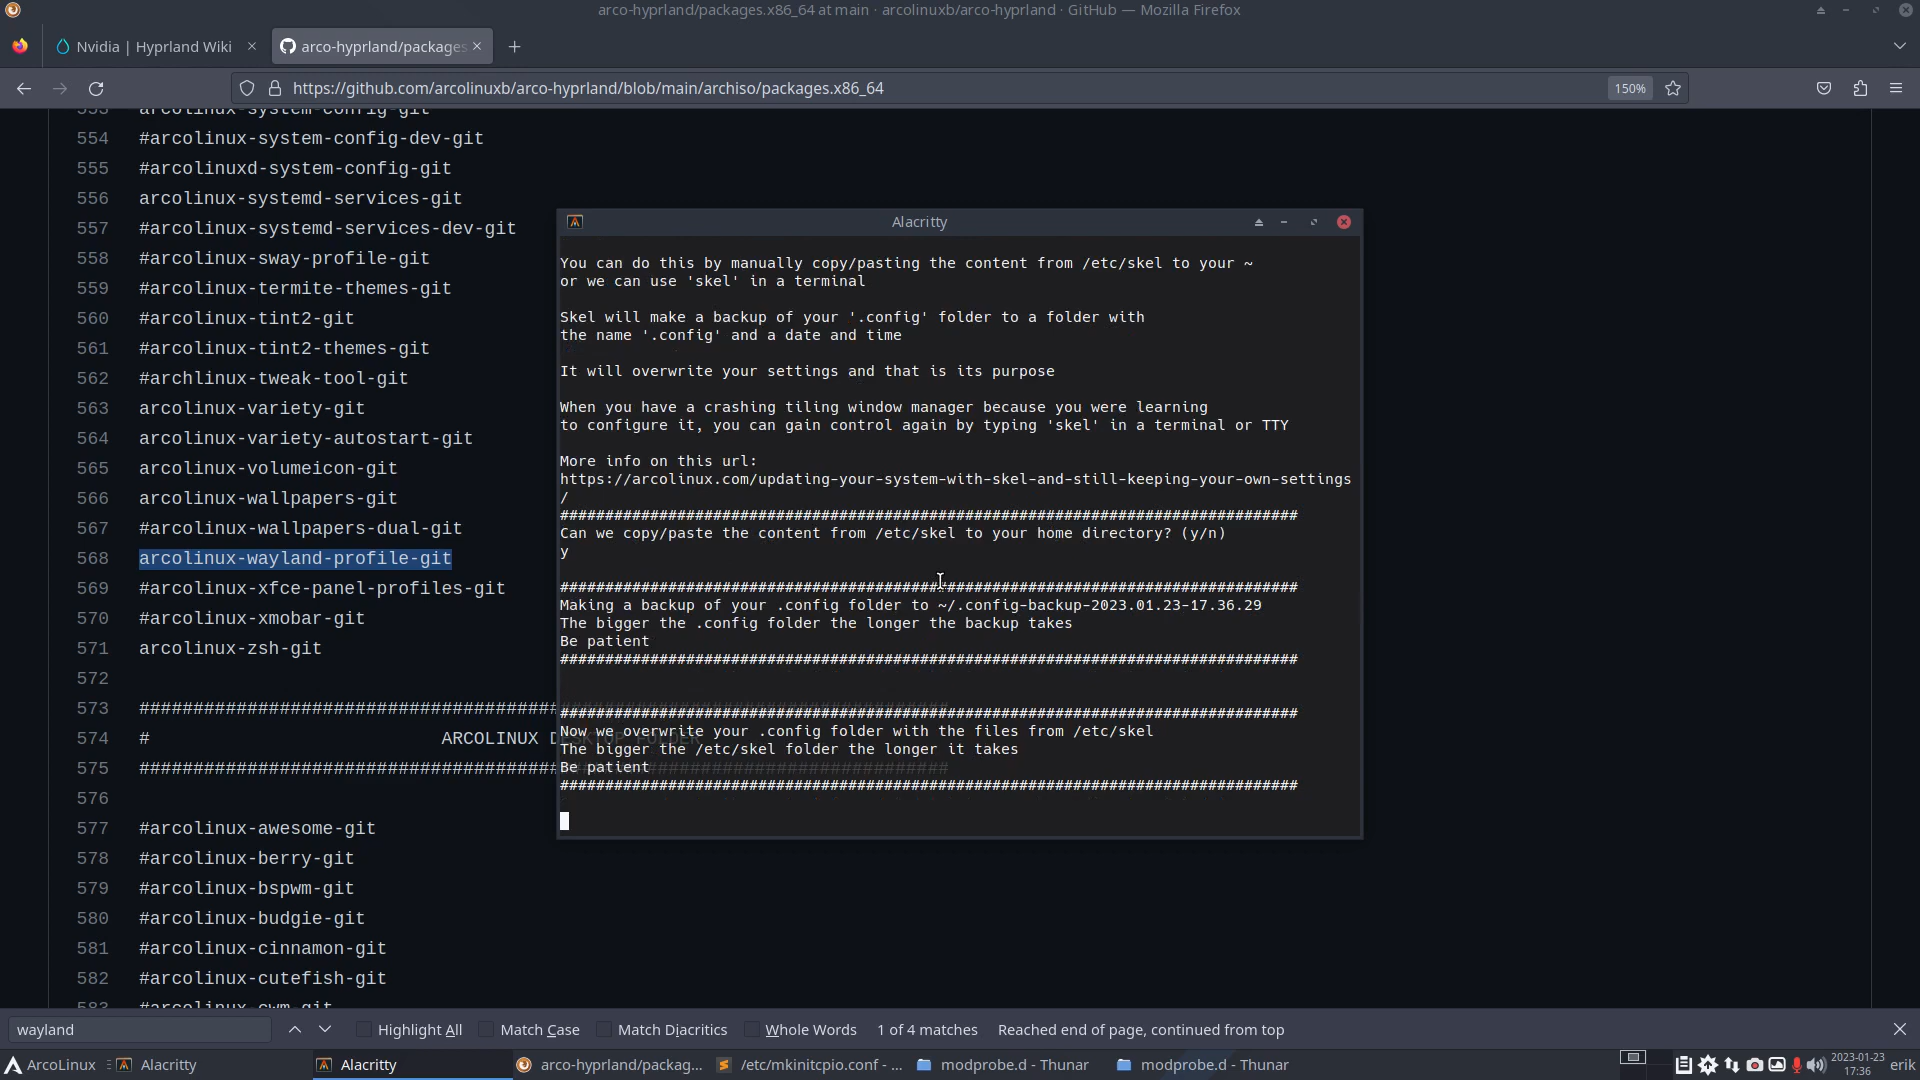 arco-hyprland/packages.x86_64 at main · arcolinuxb/arco-hyprland · GitHub — Mozilla Firefox
Nvidia | Hyprland Wiki
arco-hyprland/packages
https://github.com/arcolinuxb/arco-hyprland/blob/main/archiso/packages.x86_64
150%
553 arcolinux-system-config-git
554 #arcolinux-system-config-dev-git
555 #arcolinuxd-system-config-git
556 arcolinux-systemd-services-git
557 #arcolinux-systemd-services-dev-git
558 #arcolinux-sway-profile-git
559 #arcolinux-termite-themes-git
560 #arcolinux-tint2-git
561 #arcolinux-tint2-themes-git
562 #archlinux-tweak-tool-git
563 arcolinux-variety-git
564 arcolinux-variety-autostart-git
565 arcolinux-volumeicon-git
566 arcolinux-wallpapers-git
567 #arcolinux-wallpapers-dual-git
568 arcolinux-wayland-profile-git
569 #arcolinux-xfce-panel-profiles-git
570 #arcolinux-xmobar-git
571 arcolinux-zsh-git
572
573 ##############################################
574 # ARCOLINUX DESKTOP FOLDER
575 ##############################################
576
577 #arcolinux-awesome-git
578 #arcolinux-berry-git
579 #arcolinux-bspwm-git
580 #arcolinux-budgie-git
581 #arcolinux-cinnamon-git
582 #arcolinux-cutefish-git
583 #arcolinux-cwm-git
Alacritty
You can do this by manually copy/pasting the content from /etc/skel to your ~
or we can use 'skel' in a terminal
Skel will make a backup of your '.config' folder to a folder with
the name '.config' and a date and time
It will overwrite your settings and that is its purpose
When you have a crashing tiling window manager because you were learning
to configure it, you can gain control again by typing 'skel' in a terminal or TTY
More info on this url:
https://arcolinux.com/updating-your-system-with-skel-and-still-keeping-your-own-settings
/
##################################################################################
Can we copy/paste the content from /etc/skel to your home directory? (y/n)
y
##################################################################################
Making a backup of your .config folder to ~/.config-backup-2023.01.23-17.36.29
The bigger the .config folder the longer the backup takes
Be patient
##################################################################################
##################################################################################
Now we overwrite your .config folder with the files from /etc/skel
The bigger the /etc/skel folder the longer it takes
Be patient
##################################################################################
wayland
Highlight All
Match Case
Match Diacritics
Whole Words
1 of 4 matches
Reached end of page, continued from top
ArcoLinux
Alacritty
Alacritty
arco-hyprland/packag...
/etc/mkinitcpio.conf - ...
modprobe.d - Thunar
modprobe.d - Thunar
2023-01-23
17:36
erik